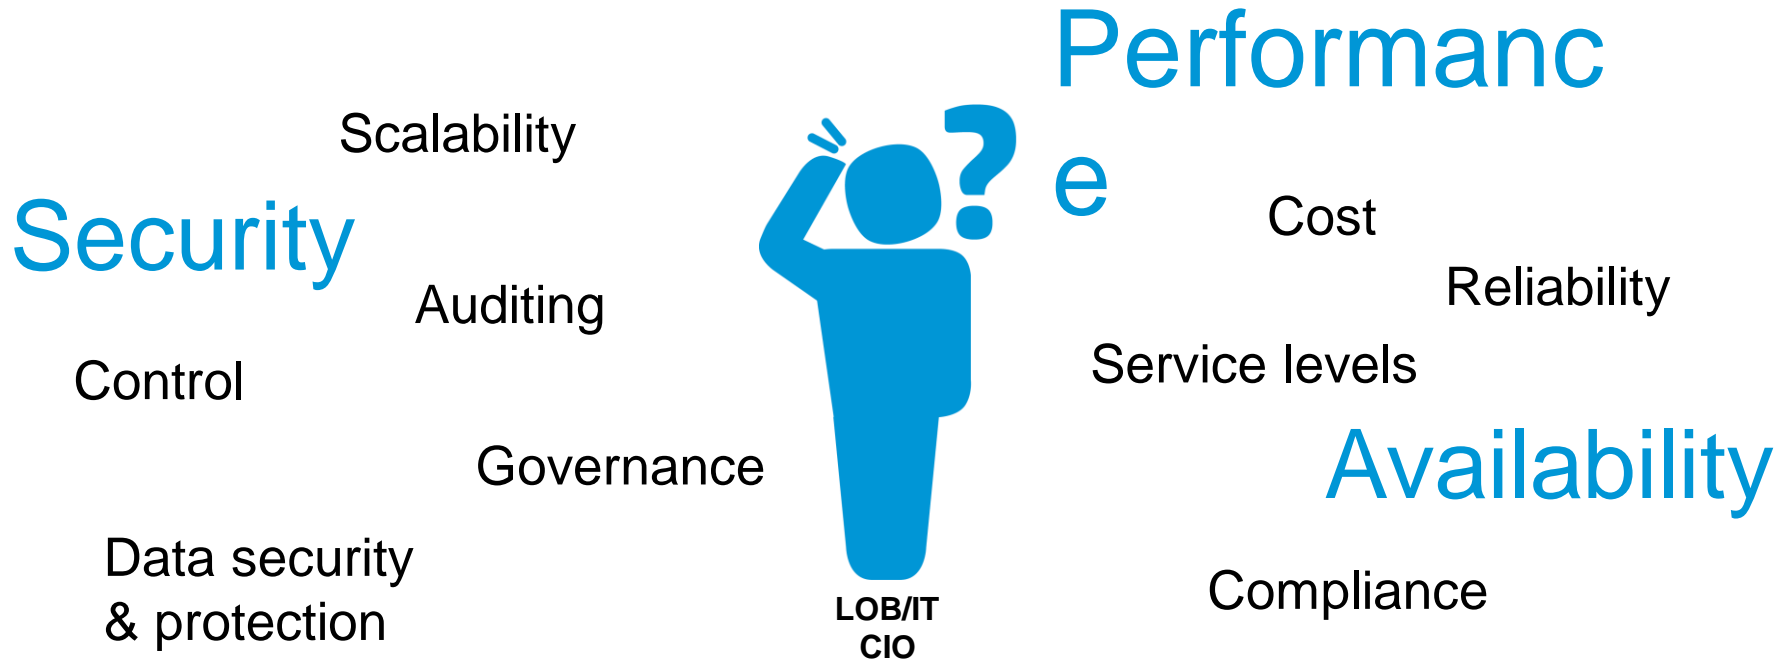 Performanc
e
Scalability
Security
Cost
Auditing
Reliability
Control
Service levels
Governance
Availability
Data security
& protection
Compliance
LOB/IT
CIO
?